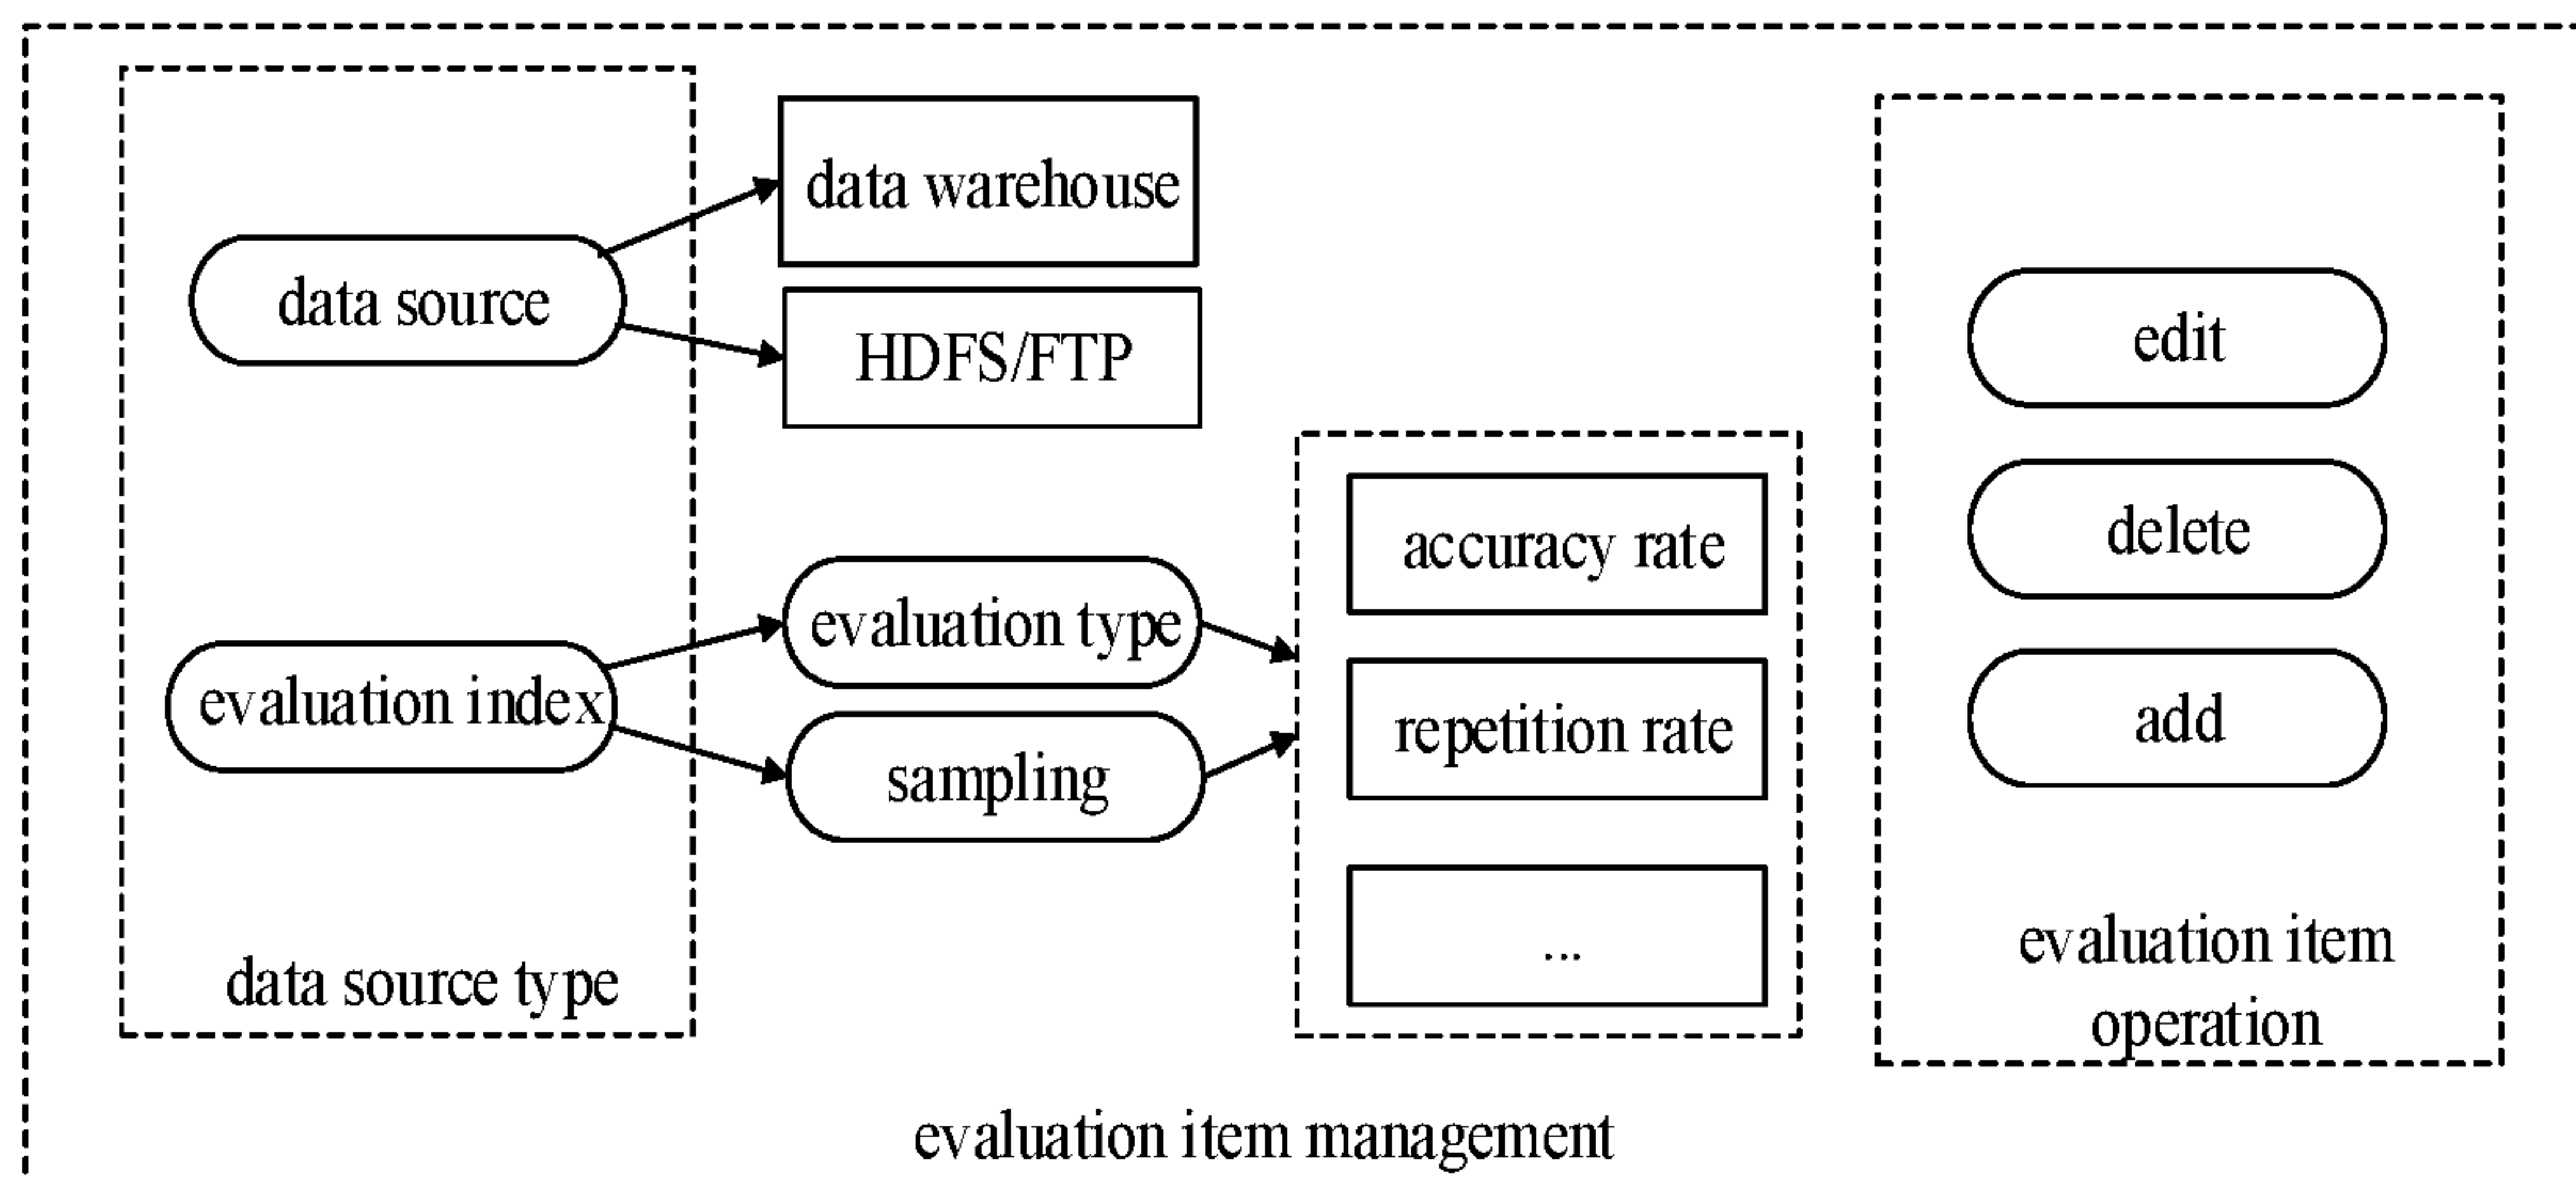 data warehouse
data source
HDFS/FTP
edit
accuracy rate
delete
evaluation type
evaluation index
repetition rate
add
sampling
...
data source type
evaluation item
operation
evaluation item management